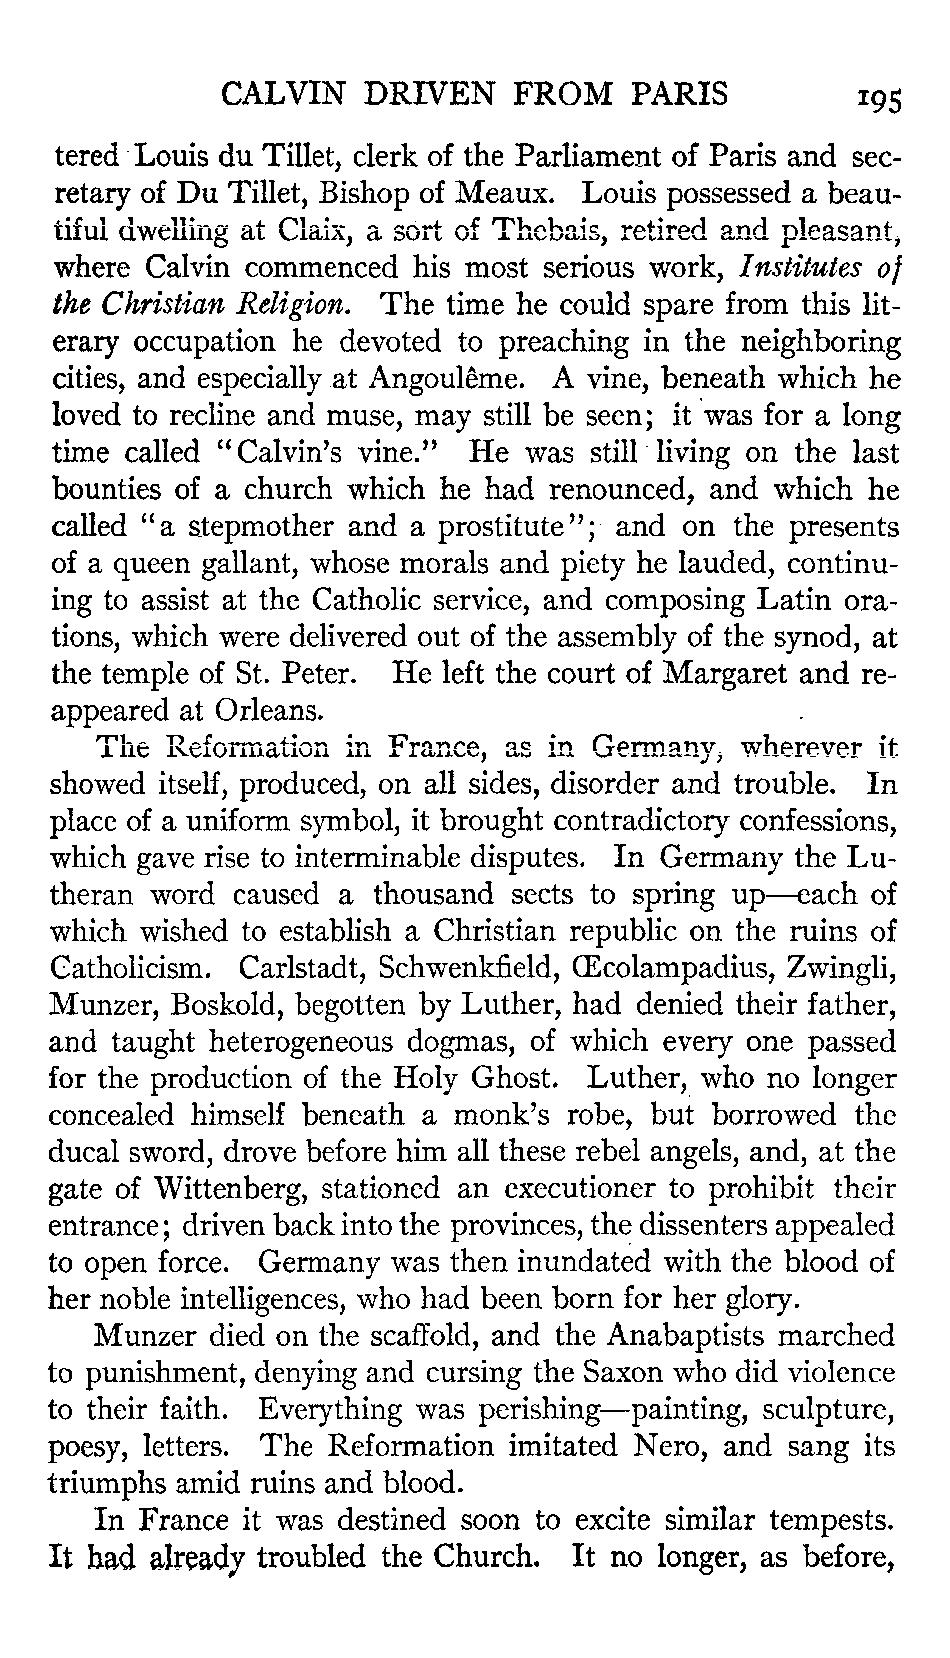 CALVIN DRIVEN FROM PARIS 195
tered Louis du Tillet, clerk of the Parliament of Paris and sec-
retary of Du Tillet, Bishop of Meaux. Louis possessed a beau-
tiful dwelling at Claix, a sort of Thebais, retired and pleasant,
where Calvin commenced his most serious work, Institutes of
the Christian Religion. The time he could spare from this lit-
erary occupation he devoted to preaching in the neighboring
cities, and especially at Angoulême. A vine, beneath which he
loved to recline and muse, may still be seen; it was for a long
time called "Calvin's vine." He was still living on the last
bounties of a church which he had renounced, and which he
called "a stepmother and a prostitute"; and on the presents
of a queen gallant, whose morals and piety he lauded, continu-
ing to assist at the Catholic service, and composing Latin ora-
tions, which were delivered out of the assembly of the synod, at
the temple of St. Peter. He left the court of Margaret and re-
appeared at Orleans.
The Reformation in France, as in Germany, wherever it
showed itself, produced, on all sides, disorder and trouble. In
place of a uniform symbol, it brought contradictory confessions,
which gave rise to interminable disputes. In Germany the Lu-
theran word caused a thousand sects to spring up—each of
which wished to establish a Christian republic on the ruins of
Catholicism. Carlstadt, Schwenkfield, Œcolampadius, Zwingli,
Munzer, Boskold, begotten by Luther, had denied their father,
and taught heterogeneous dogmas, of which every one passed
for the production of the Holy Ghost. Luther, who no longer
concealed himself beneath a monk's robe, but borrowed the
ducal sword, drove before him all these rebel angels, and, at the
gate of Wittenberg, stationed an executioner to prohibit their
entrance; driven back into the provinces, the dissenters appealed
to open force. Germany was then inundated with the blood of
her noble intelligences, who had been born for her glory.
Munzer died on the scaffold, and the Anabaptists marched
to punishment, denying and cursing the Saxon who did violence
to their faith. Everything was perishing—painting, sculpture,
poesy, letters. The Reformation imitated Nero, and sang its
triumphs amid ruins and blood.
In France it was destined soon to excite similar tempests.
It had already troubled the Church. It no longer, as before,